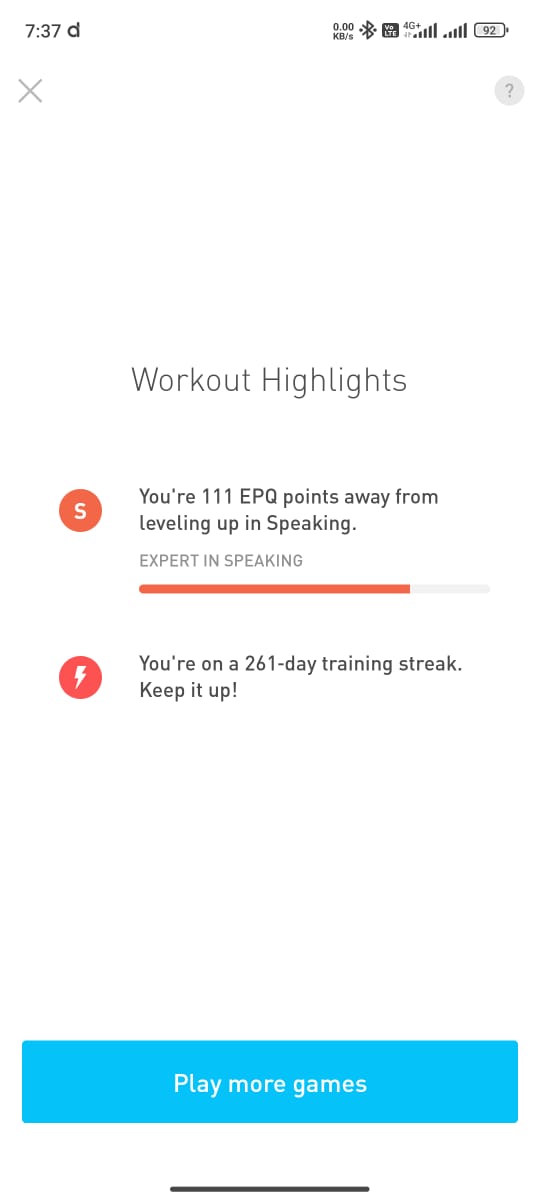 7:37 d
0.00 KB/s Vo LTE 4G+ 92
?
Workout Highlights
S
You're 111 EPQ points away from
leveling up in Speaking.
EXPERT IN SPEAKING
You're on a 261-day training streak.
Keep it up!
Play more games